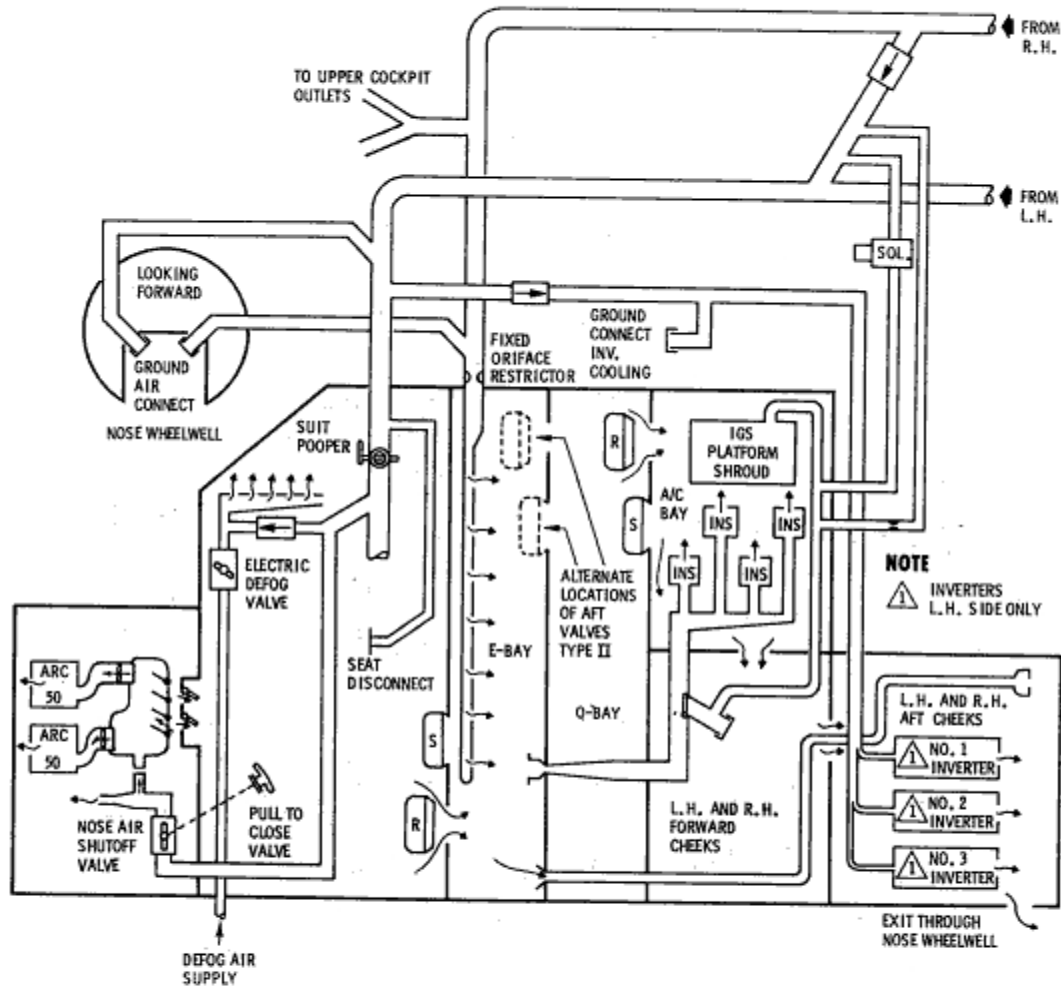 FROM
R.H.
TO UPPER COCKPIT
OUTLETS
FROM
L.H.
SOL.
LOOKING
FORWARD
GROUND
AIR
CONNECT
NOSE WHEELWELL
FIXED
ORIFACE
RESTRICTOR
GROUND
CONNECT
INV.
COOLING
SUIT
POOPER
R
IGS
PLATFORM
SHROUD
A/C
BAY
S
INS
INS
INS
INS
ELECTRIC
DEFOG
VALVE
ALTERNATE
LOCATIONS
OF AFT
VALVES
TYPE II
NOTE
1 INVERTERS
L.H. SIDE ONLY
SEAT
DISCONNECT
E-BAY
Q-BAY
ARC
50
ARC
50
S
R
L.H. AND R.H.
AFT CHEEKS
1 NO. 1
INVERTER
1 NO. 2
INVERTER
1 NO. 3
INVERTER
NOSE AIR
SHUTOFF
VALVE
PULL TO
CLOSE
VALVE
L.H. AND R.H.
FORWARD
CHEEKS
EXIT THROUGH
NOSE WHEELWELL
DEFOG AIR
SUPPLY